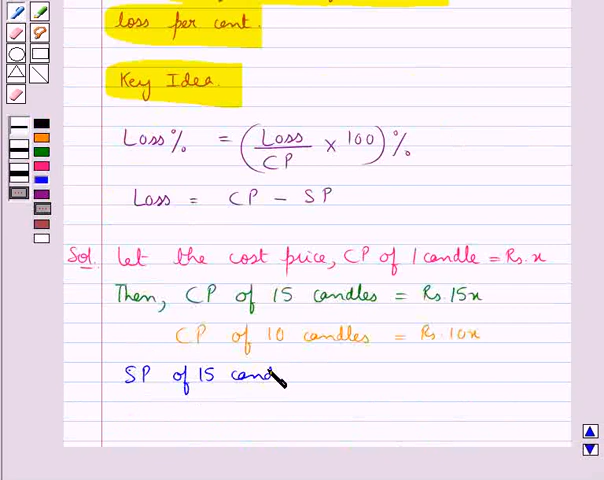 loss per cent.
Key Idea.
Loss% = (Loss/CP × 100)%
Loss = CP - SP
Sol. Let the cost price, CP of 1 candle = Rs. x
Then, CP of 15 candles = Rs. 15x
CP of 10 candles = Rs. 10x
SP of 15 cand